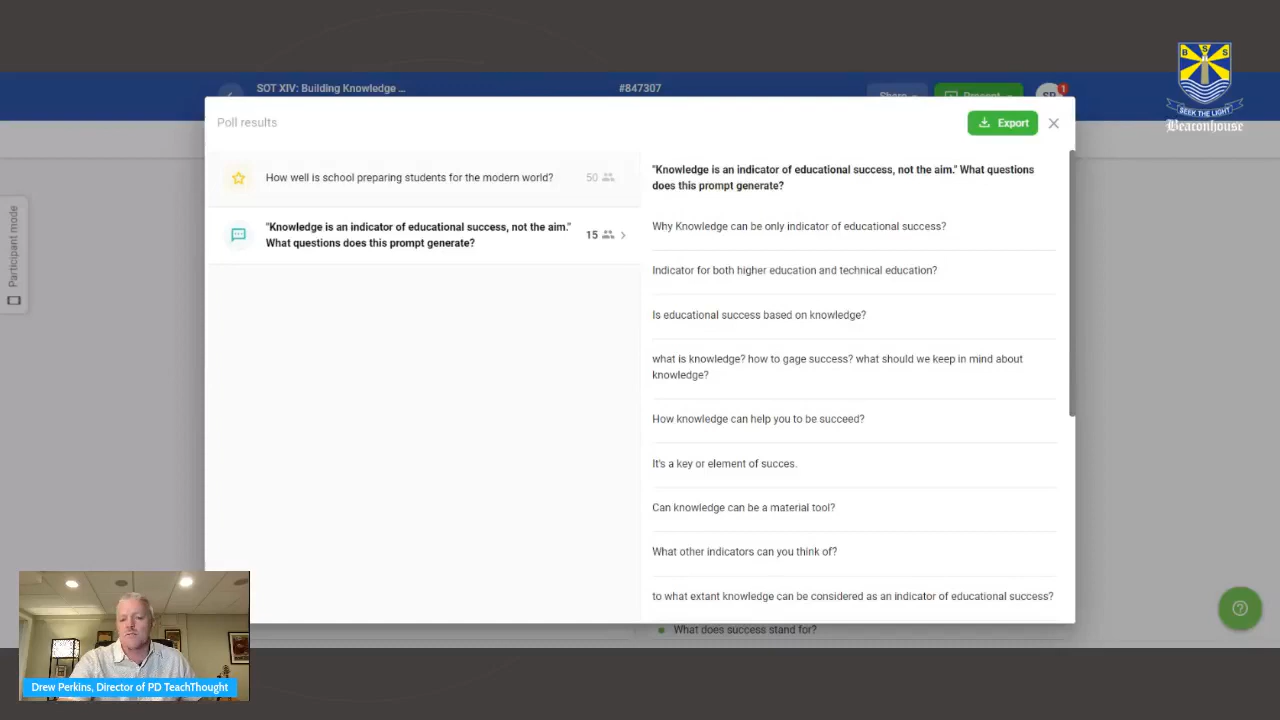 B S S
SEEK THE LIGHT
Beaconhouse
SOT XIV: Building Knowledge ...
#847307
Share
Present
1
Poll results
Export
Participant mode
How well is school preparing students for the modern world?
50
"Knowledge is an indicator of educational success, not the aim."
What questions does this prompt generate?
15
"Knowledge is an indicator of educational success, not the aim." What questions
does this prompt generate?
Why Knowledge can be only indicator of educational success?
Indicator for both higher education and technical education?
Is educational success based on knowledge?
what is knowledge? how to gage success? what should we keep in mind about
knowledge?
How knowledge can help you to be succeed?
It's a key or element of succes.
Can knowledge can be a material tool?
What other indicators can you think of?
to what extant knowledge can be considered as an indicator of educational success?
What does success stand for?
Drew Perkins, Director of PD TeachThought